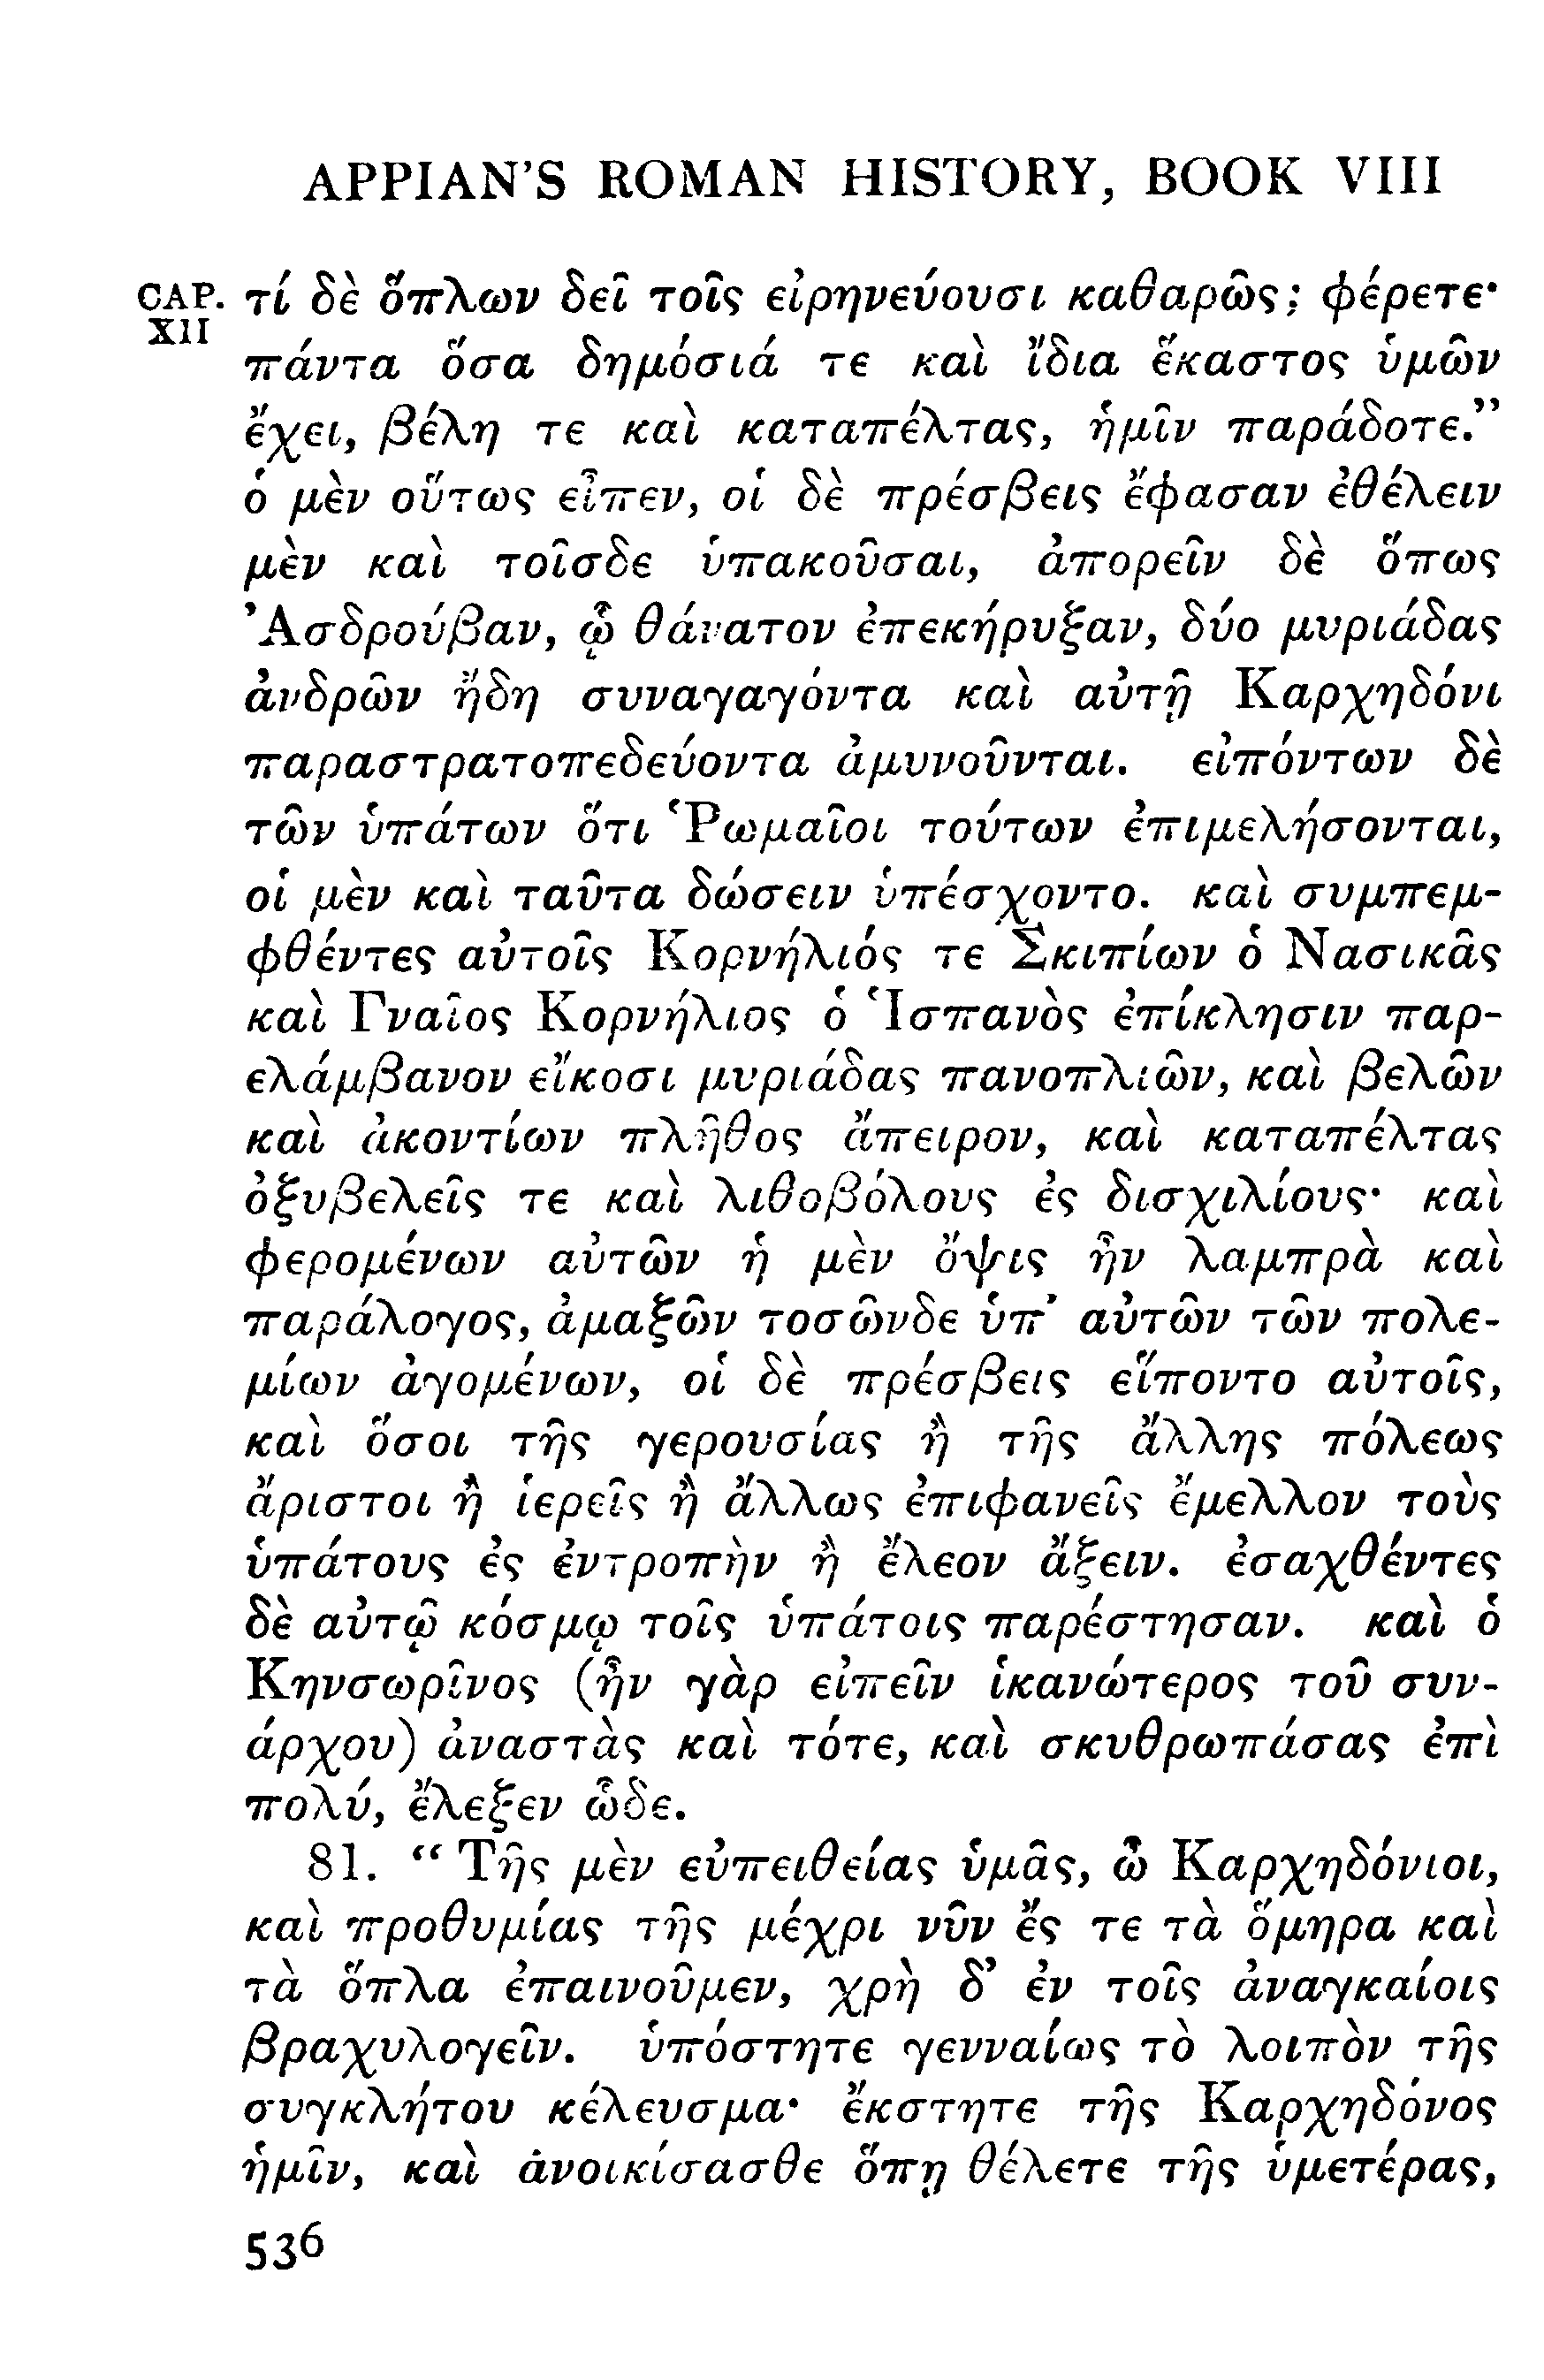 APPIAN'S ROMAN HISTORY, BOOK VIII
CAP. XII τί δὲ ὅπλων δεῖ τοῖς εἰρηνεύουσι καθαρῶς; φέρετε·
πάντα ὅσα δημόσιά τε καὶ ἴδια ἕκαστος ὑμῶν
ἔχει, βέλη τε καὶ καταπέλτας, ἡμῖν παράδοτε.”
ὁ μὲν οὕτως εἶπεν, οἱ δὲ πρέσβεις ἔφασαν ἐθέλειν
μὲν καὶ τοῖσδε ὑπακοῦσαι, ἀπορεῖν δὲ ὅπως
Ἀσδρούβαν, ᾧ θάνατον ἐπεκήρυξαν, δύο μυριάδας
ἀνδρῶν ἤδη συναγαγόντα καὶ αὐτῇ Καρχηδόνι
παραστρατοπεδεύοντα ἀμυνοῦνται. εἰπόντων δὲ
τῶν ὑπάτων ὅτι Ῥωμαῖοι τούτων ἐπιμελήσονται,
οἱ μὲν καὶ ταῦτα δώσειν ὑπέσχοντο. καὶ συμπεμ-
φθέντες αὐτοῖς Κορνήλιός τε Σκιπίων ὁ Νασικᾶς
καὶ Γναῖος Κορνήλιος ὁ Ἱσπανὸς ἐπίκλησιν παρ-
ελάμβανον εἴκοσι μυριάδας πανοπλιῶν, καὶ βελῶν
καὶ ἀκοντίων πλῆθος ἄπειρον, καὶ καταπέλτας
ὀξυβελεῖς τε καὶ λιθοβόλους ἐς δισχιλίους· καὶ
φερομένων αὐτῶν ἡ μὲν ὄψις ἦν λαμπρὰ καὶ
παράλογος, ἁμαξῶν τοσῶνδε ὑπ’ αὐτῶν τῶν πολε-
μίων ἀγομένων, οἱ δὲ πρέσβεις εἵποντο αὐτοῖς,
καὶ ὅσοι τῆς γερουσίας ἢ τῆς ἄλλης πόλεως
ἄριστοι ἢ ἱερεῖς ἢ ἄλλως ἐπιφανεῖς ἔμελλον τοὺς
ὑπάτους ἐς ἐντροπὴν ἢ ἔλεον ἄξειν. ἐσαχθέντες
δὲ αὐτῷ κόσμῳ τοῖς ὑπάτοις παρέστησαν. καὶ ὁ
Κηνσωρῖνος (ἦν γὰρ εἰπεῖν ἱκανώτερος τοῦ συν-
άρχου) ἀναστὰς καὶ τότε, καὶ σκυθρωπάσας ἐπὶ
πολύ, ἔλεξεν ὧδε.
81. “Τῆς μὲν εὐπειθείας ὑμᾶς, ὦ Καρχηδόνιοι,
καὶ προθυμίας τῆς μέχρι νῦν ἔς τε τὰ ὅμηρα καὶ
τὰ ὅπλα ἐπαινοῦμεν, χρὴ δ’ ἐν τοῖς ἀναγκαίοις
βραχυλογεῖν. ὑπόστητε γενναίως τὸ λοιπὸν τῆς
συγκλήτου κέλευσμα· ἔκστητε τῆς Καρχηδόνος
ἡμῖν, καὶ ἀνοικίσασθε ὅπῃ θέλετε τῆς ὑμετέρας,
536